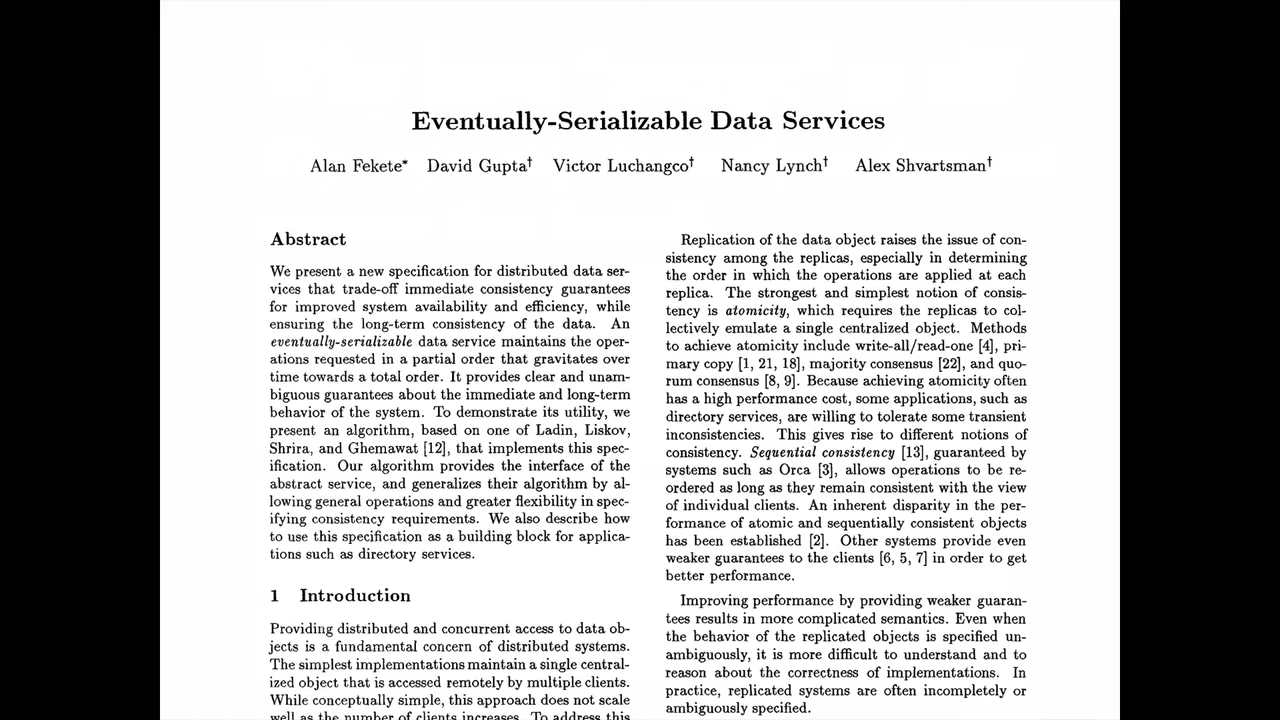 Eventually-Serializable Data Services
Alan Fekete* David Gupta† Victor Luchangco† Nancy Lynch† Alex Shvartsman†
Abstract
We present a new specification for distributed data ser-
vices that trade-off immediate consistency guarantees
for improved system availability and efficiency, while
ensuring the long-term consistency of the data. An
eventually-serializable data service maintains the oper-
ations requested in a partial order that gravitates over
time towards a total order. It provides clear and unam-
biguous guarantees about the immediate and long-term
behavior of the system. To demonstrate its utility, we
present an algorithm, based on one of Ladin, Liskov,
Shrira, and Ghemawat [12], that implements this spec-
ification. Our algorithm provides the interface of the
abstract service, and generalizes their algorithm by al-
lowing general operations and greater flexibility in spec-
ifying consistency requirements. We also describe how
to use this specification as a building block for applica-
tions such as directory services.
1 Introduction
Providing distributed and concurrent access to data ob-
jects is a fundamental concern of distributed systems.
The simplest implementations maintain a single central-
ized object that is accessed remotely by multiple clients.
While conceptually simple, this approach does not scale
well as the number of clients increases. To address this
Replication of the data object raises the issue of con-
sistency among the replicas, especially in determining
the order in which the operations are applied at each
replica. The strongest and simplest notion of consis-
tency is atomicity, which requires the replicas to col-
lectively emulate a single centralized object. Methods
to achieve atomicity include write-all/read-one [4], pri-
mary copy [1, 21, 18], majority consensus [22], and quo-
rum consensus [8, 9]. Because achieving atomicity often
has a high performance cost, some applications, such as
directory services, are willing to tolerate some transient
inconsistencies. This gives rise to different notions of
consistency. Sequential consistency [13], guaranteed by
systems such as Orca [3], allows operations to be re-
ordered as long as they remain consistent with the view
of individual clients. An inherent disparity in the per-
formance of atomic and sequentially consistent objects
has been established [2]. Other systems provide even
weaker guarantees to the clients [6, 5, 7] in order to get
better performance.
Improving performance by providing weaker guaran-
tees results in more complicated semantics. Even when
the behavior of the replicated objects is specified un-
ambiguously, it is more difficult to understand and to
reason about the correctness of implementations. In
practice, replicated systems are often incompletely or
ambiguously specified.